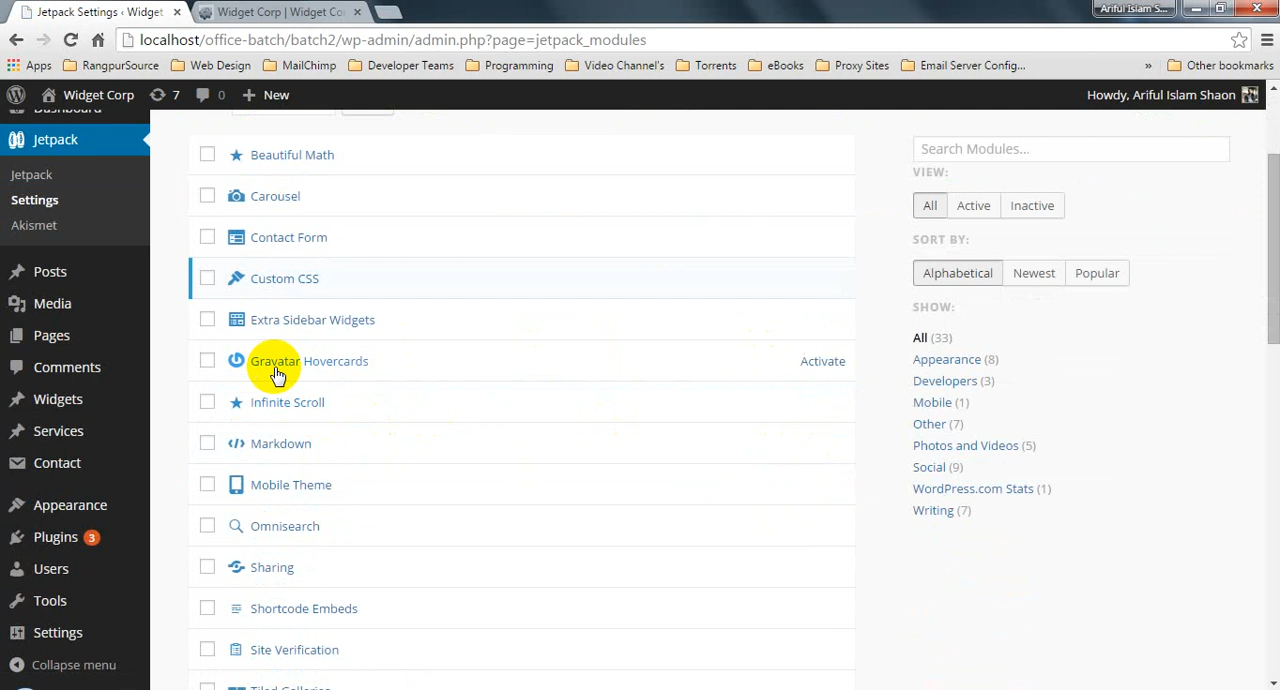 Jetpack Settings ‹ Widget
Widget Corp | Widget Co
Ariful Islam S...
localhost/office-batch/batch2/wp-admin/admin.php?page=jetpack_modules
Apps
RangpurSource
Web Design
MailChimp
Developer Teams
Programming
Video Channel's
Torrents
eBooks
Proxy Sites
Email Server Config...
»
Other bookmarks
Widget Corp
7
0
New
Howdy, Ariful Islam Shaon
Dashboard
Jetpack
Jetpack
Settings
Akismet
Posts
Media
Pages
Comments
Widgets
Services
Contact
Appearance
Plugins 3
Users
Tools
Settings
Collapse menu
Beautiful Math
Carousel
Contact Form
Custom CSS
Extra Sidebar Widgets
Gravatar Hovercards
Activate
Infinite Scroll
Markdown
Mobile Theme
Omnisearch
Sharing
Shortcode Embeds
Site Verification
Tiled Galleries
Search Modules...
VIEW:
All
Active
Inactive
SORT BY:
Alphabetical
Newest
Popular
SHOW:
All (33)
Appearance (8)
Developers (3)
Mobile (1)
Other (7)
Photos and Videos (5)
Social (9)
WordPress.com Stats (1)
Writing (7)